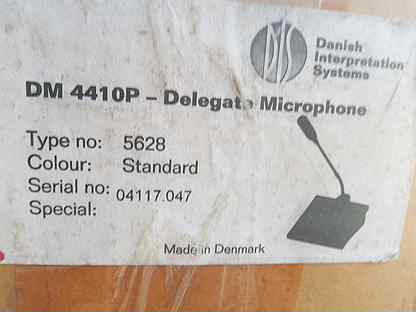 DIS
Danish
Interpretation
Systems
DM 4410P – Delegate Microphone
Type no: 5628
Colour: Standard
Serial no: 04117.047
Special:
Made in Denmark